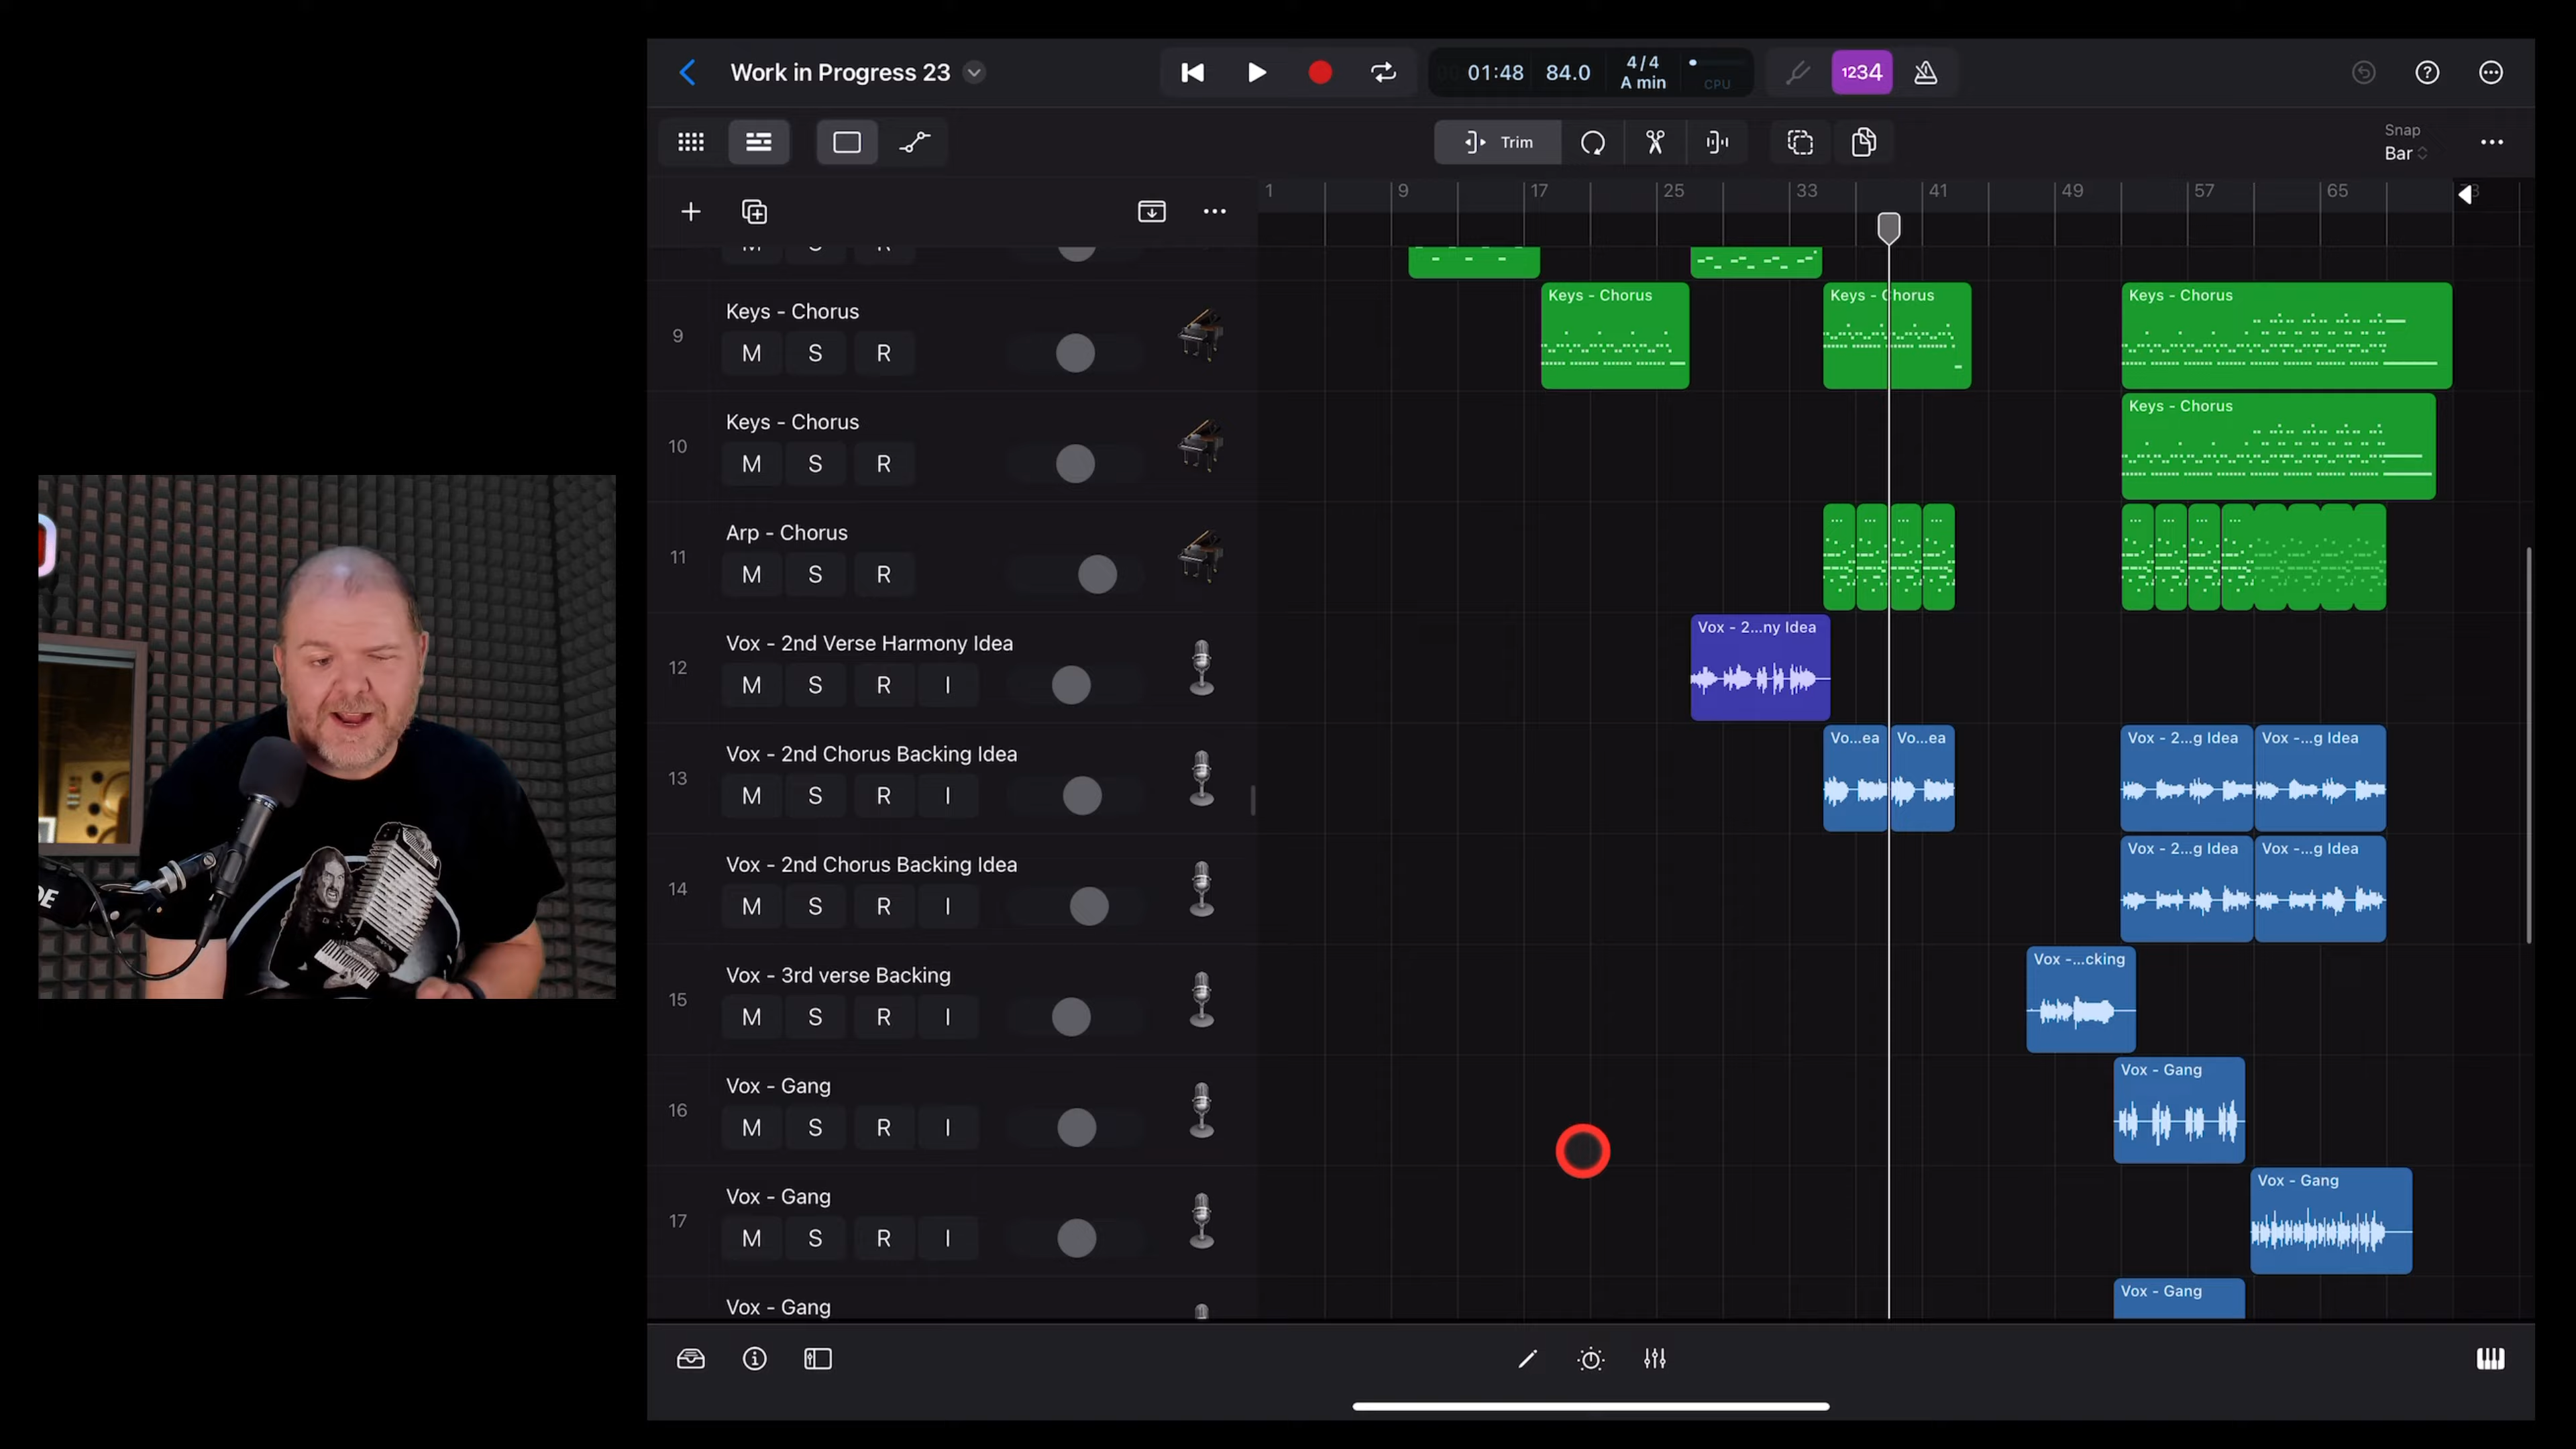 Work in Progress 23
01:48
84.0
4/4
A min
CPU
1234
Trim
Snap
Bar
1
9
17
25
33
41
49
57
65
M S R
9
Keys - Chorus
M S R
Keys - Chorus
Keys - Chorus
Keys - Chorus
10
Keys - Chorus
M S R
Keys - Chorus
11
Arp - Chorus
M S R
12
Vox - 2nd Verse Harmony Idea
M S R I
Vox - 2...ny Idea
13
Vox - 2nd Chorus Backing Idea
M S R I
Vo...ea
Vo...ea
Vox - 2...g Idea
Vox -...g Idea
14
Vox - 2nd Chorus Backing Idea
M S R I
Vox - 2...g Idea
Vox -...g Idea
15
Vox - 3rd verse Backing
M S R I
Vox -...cking
16
Vox - Gang
M S R I
Vox - Gang
17
Vox - Gang
M S R I
Vox - Gang
Vox - Gang
Vox - Gang